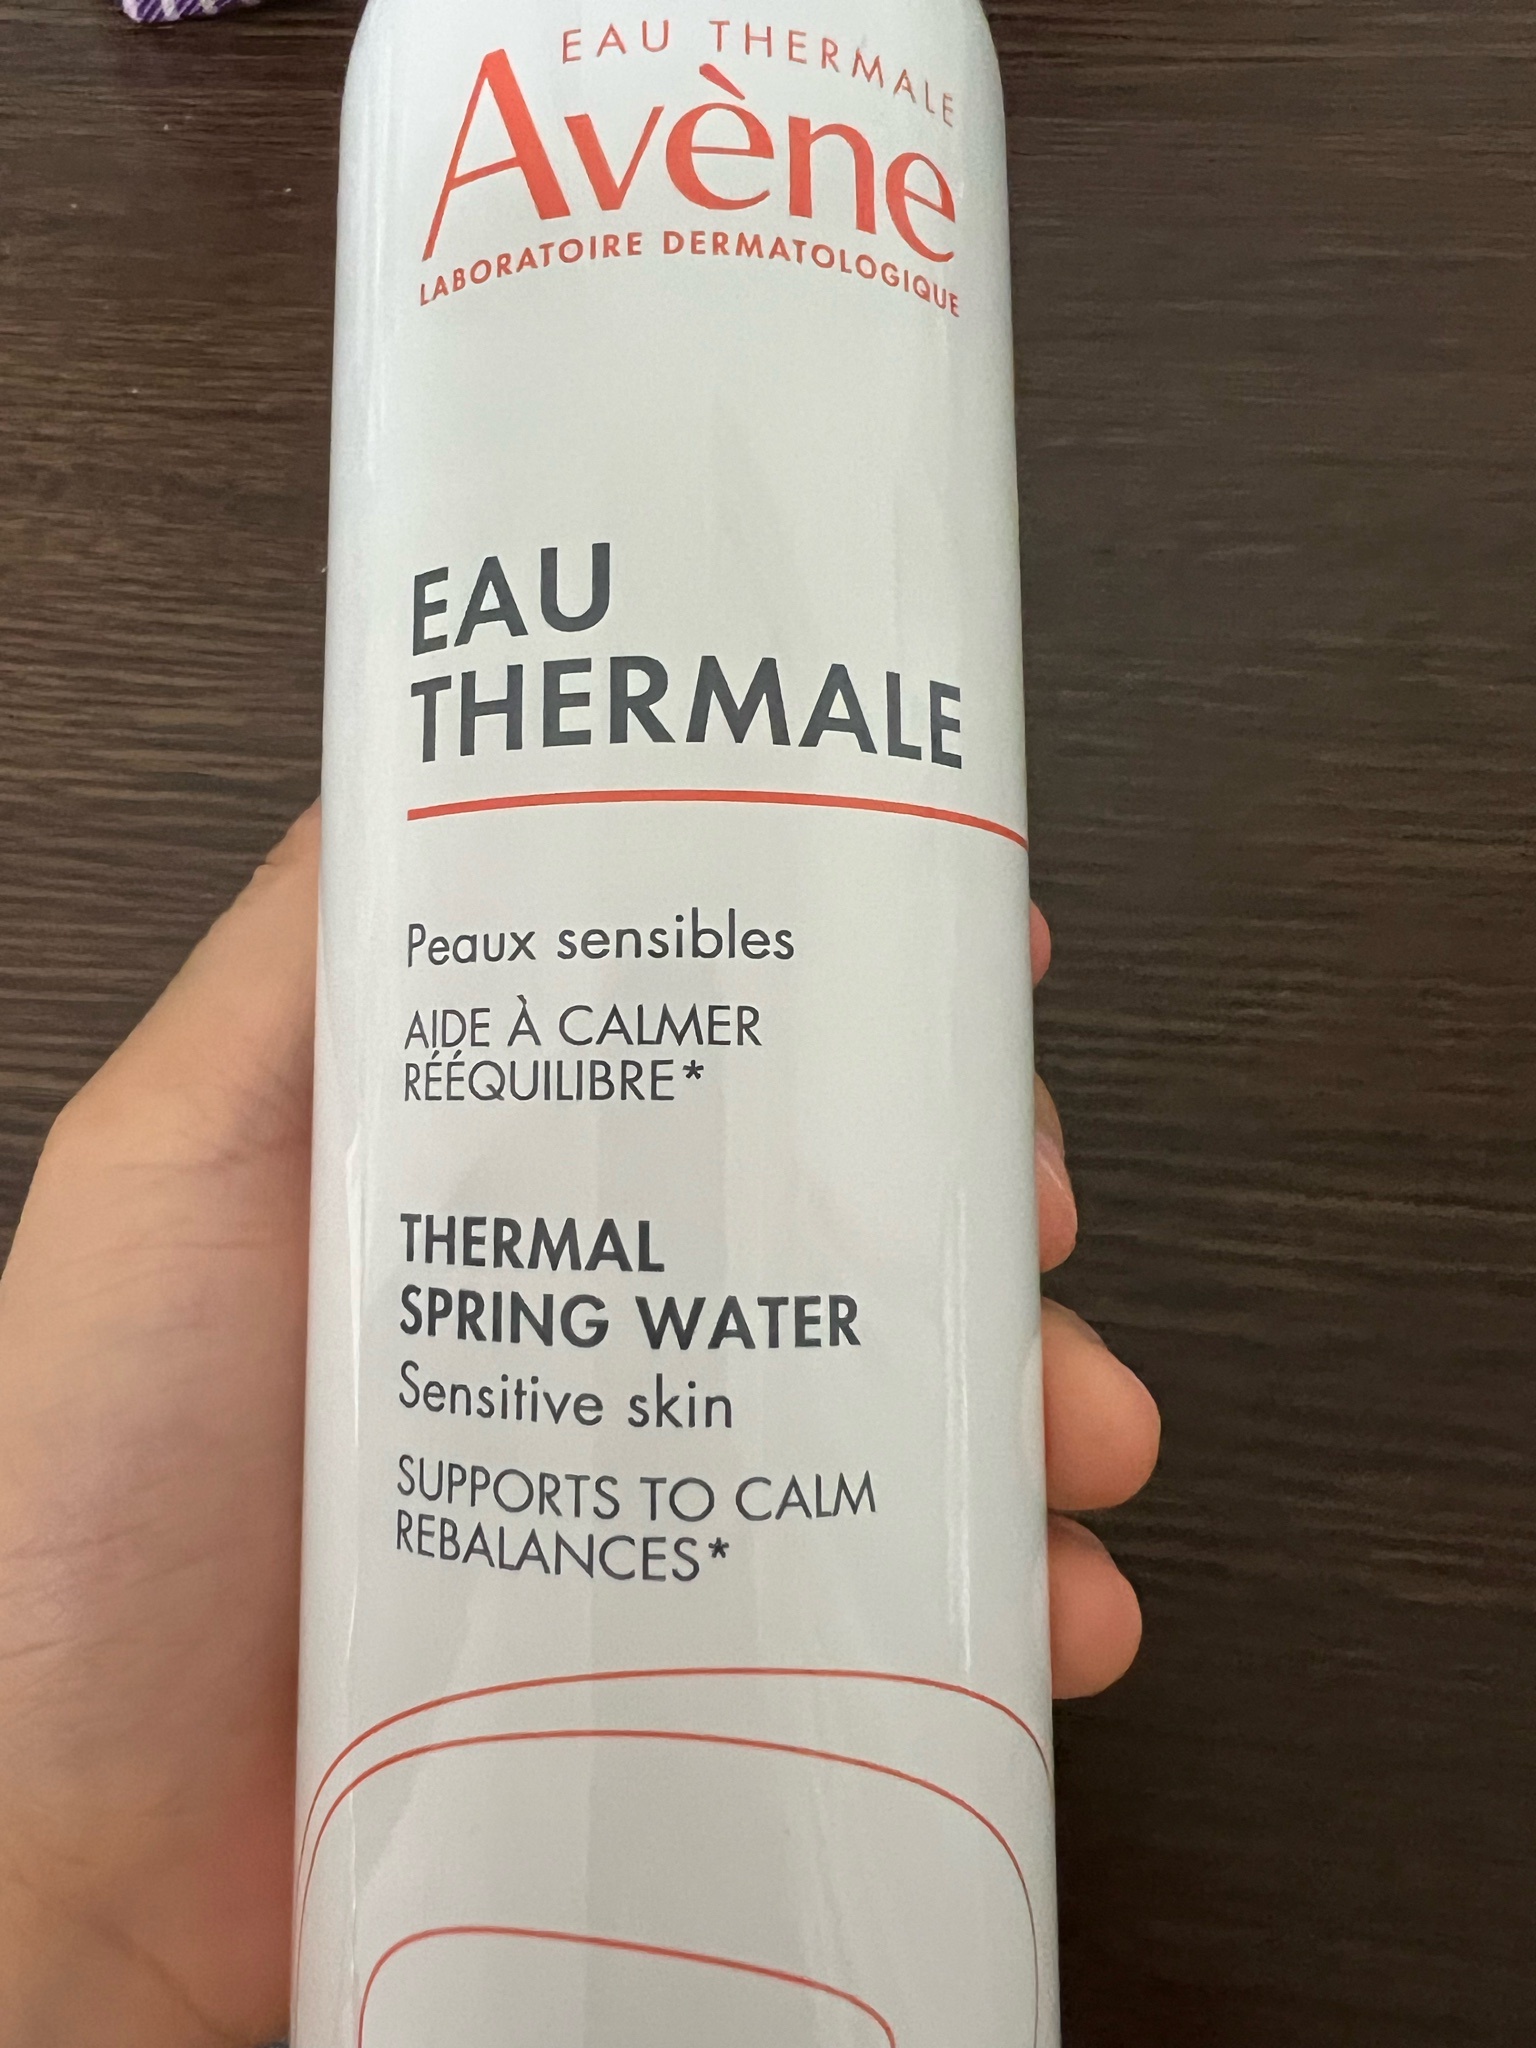 EAU THERMALE
Avène
LABORATOIRE DERMATOLOGIQUE
EAU
THERMALE
Peaux sensibles
AIDE À CALMER
RÉÉQUILIBRE*
THERMAL
SPRING WATER
Sensitive skin
SUPPORTS TO CALM
REBALANCES*